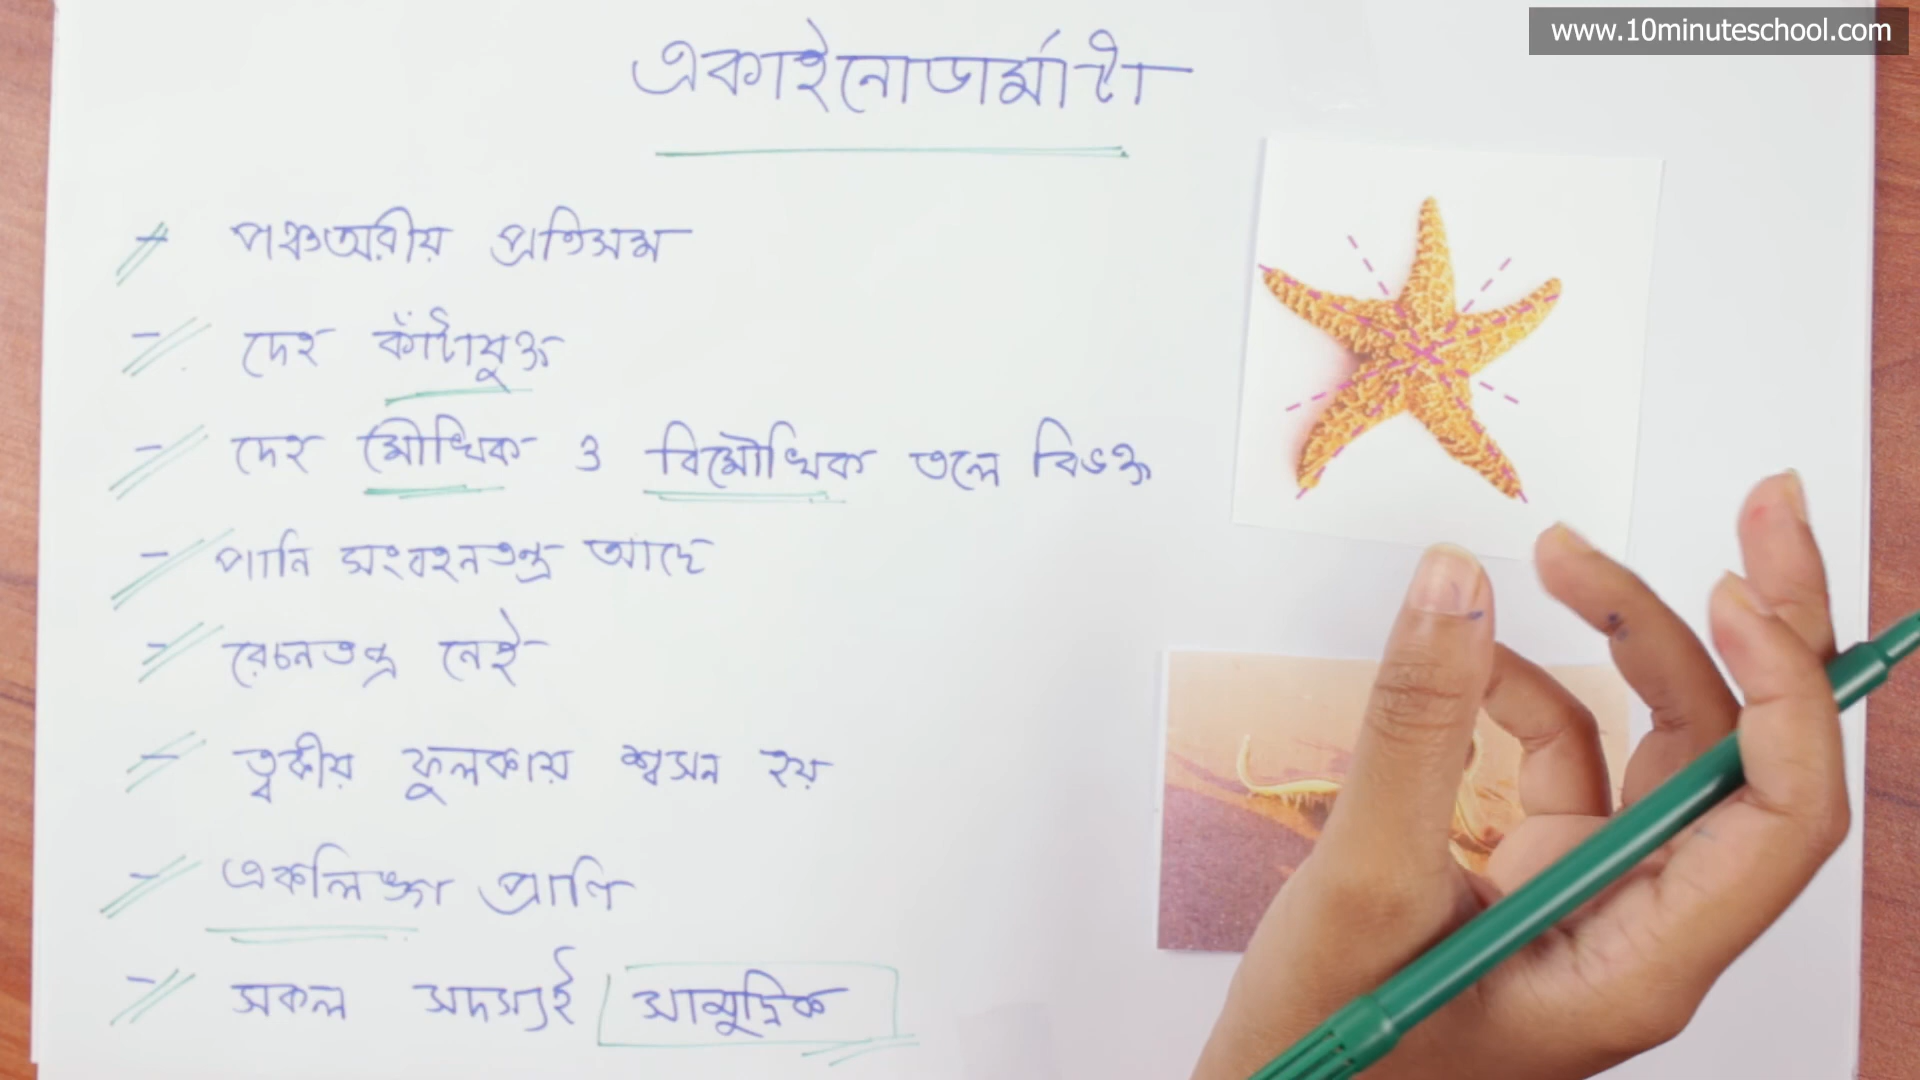 www.10minuteschool.com
একাইনোডার্মাটা
- পঞ্চঅরীয় প্রতিসম
- দেহ কাঁটাযুক্ত
- দেহ মৌখিক ও বিমৌখিক তলে বিভক্ত
- পানি সংবহনতন্ত্র আছে
- রেচনতন্ত্র নেই
- ত্বকীয় ফুলকায় শ্বসন হয়
- একলিঙ্গ প্রাণি
- সকল সদস্যই সামুদ্রিক